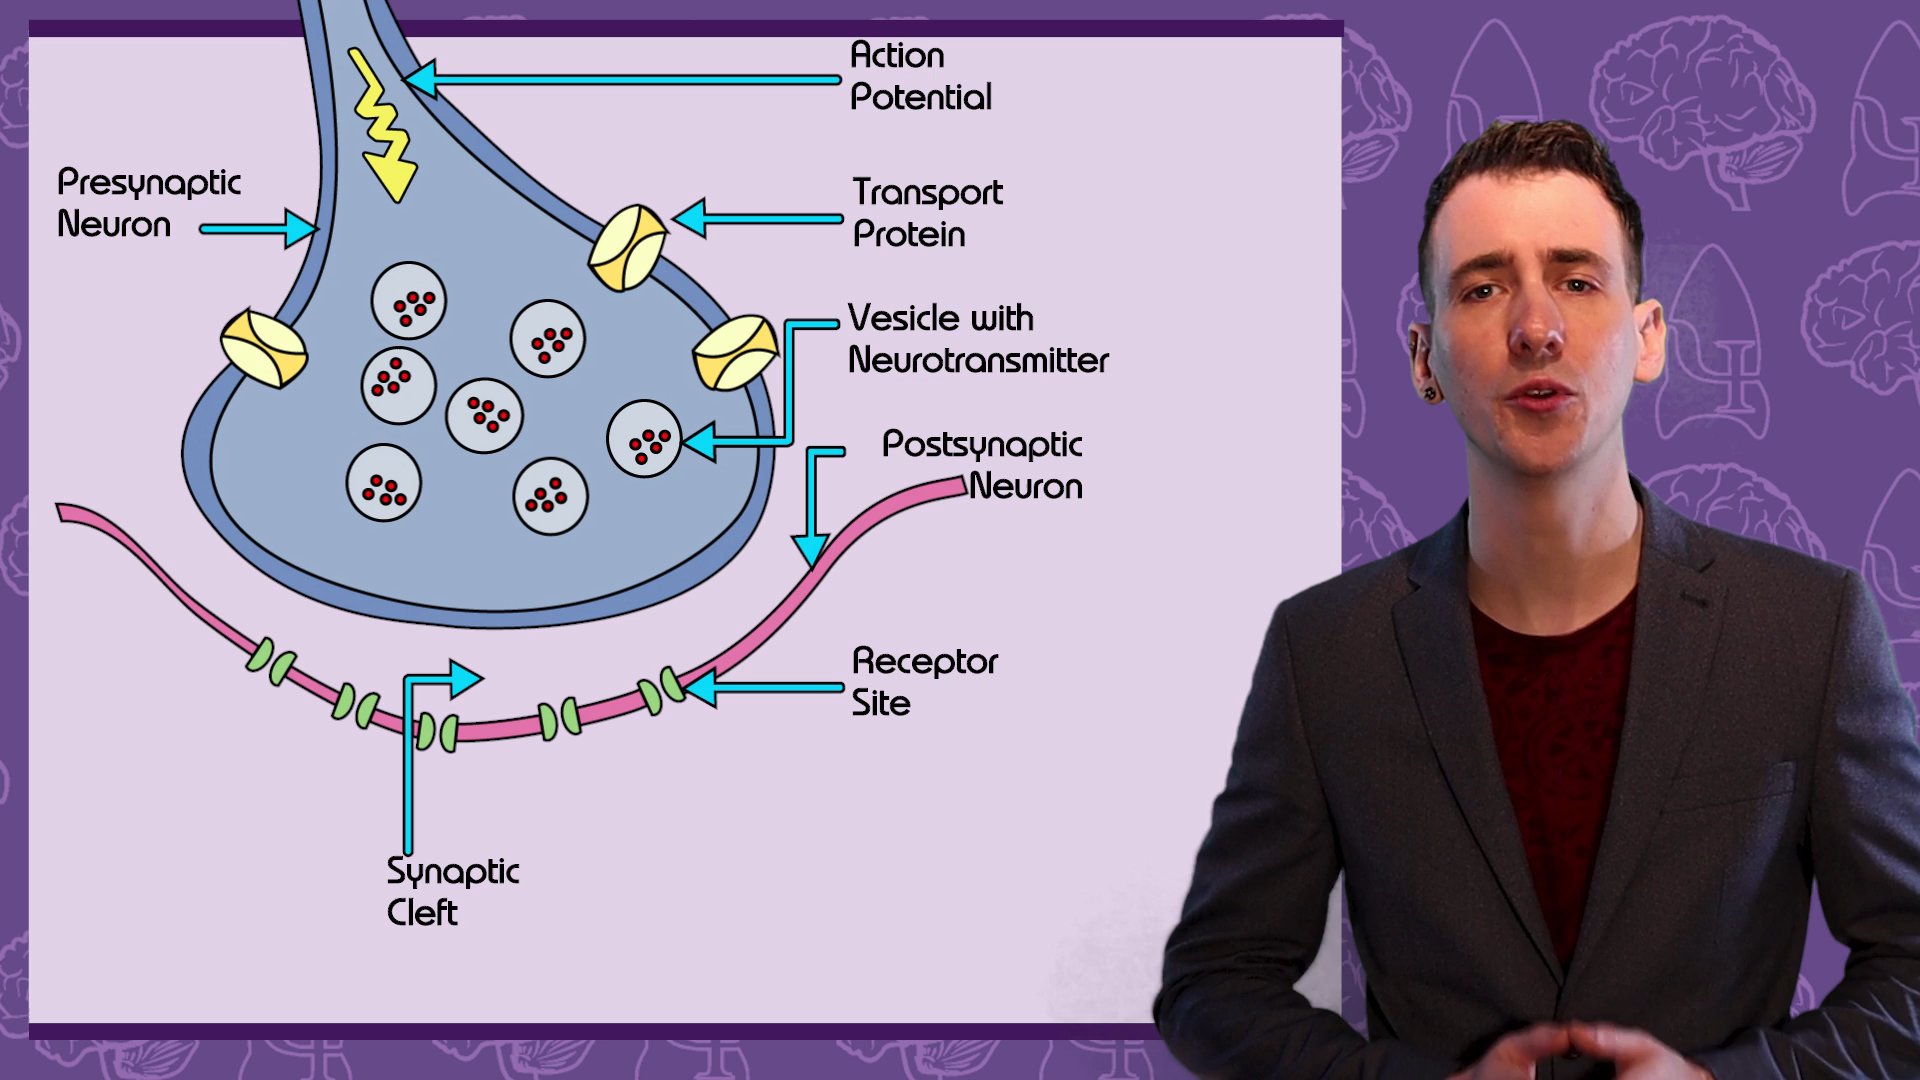 Action
Potential
Presynaptic
Neuron
Transport
Protein
Vesicle with
Neurotransmitter
Postsynaptic
Neuron
Receptor
Site
Synaptic
Cleft